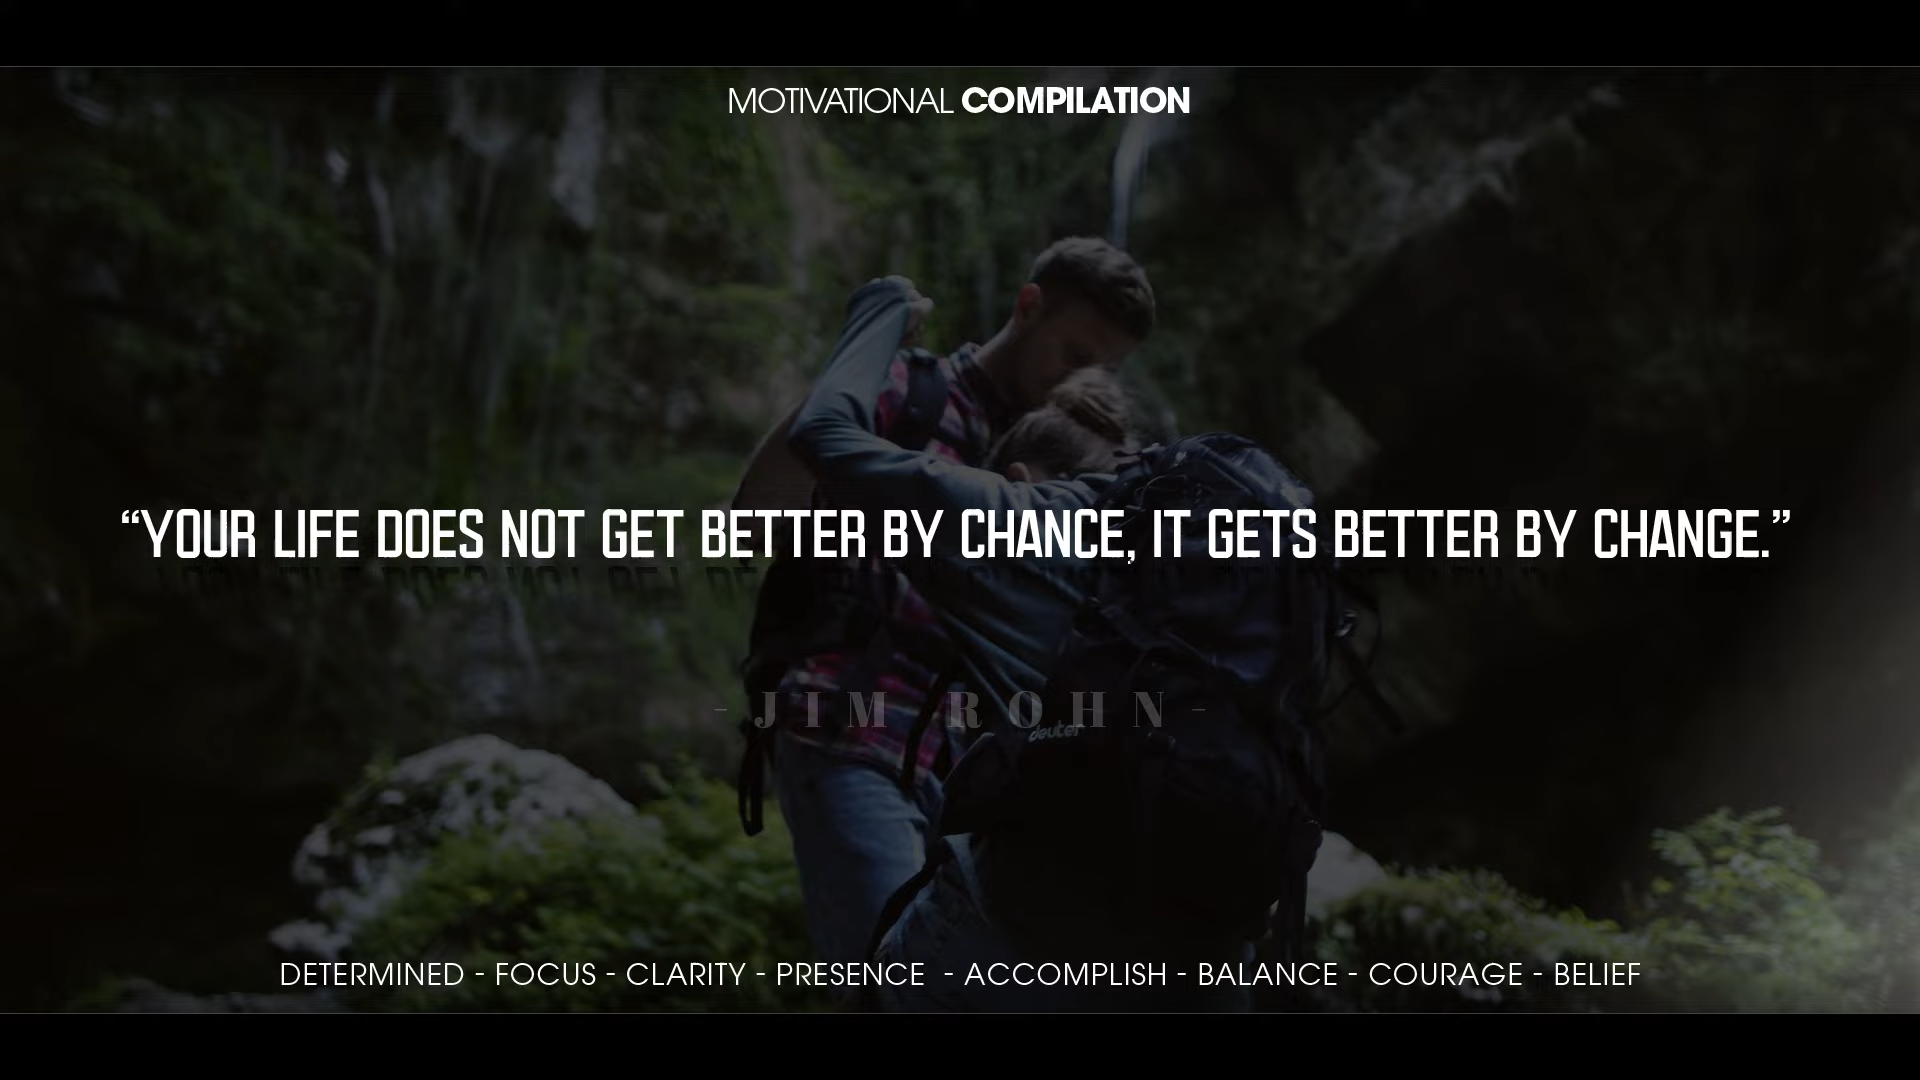 MOTIVATIONAL COMPILATION
“YOUR LIFE DOES NOT GET BETTER BY CHANCE, IT GETS BETTER BY CHANGE.”
- JIM ROHN -
deuter
DETERMINED - FOCUS - CLARITY - PRESENCE - ACCOMPLISH - BALANCE - COURAGE - BELIEF